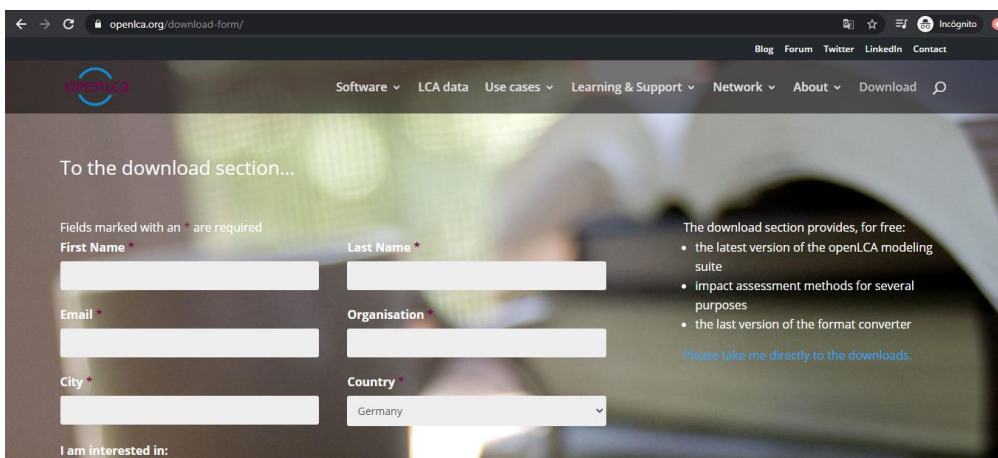 openlca.org/download-form/
Incógnito
Blog Forum Twitter LinkedIn Contact
openLCA
Software LCA data Use cases Learning & Support Network About Download
To the download section...
Fields marked with an * are required
First Name *
Last Name *
Email *
Organisation *
City *
Country *
Germany
I am interested in:
The download section provides, for free:
• the latest version of the openLCA modeling
suite
• impact assessment methods for several
purposes
• the last version of the format converter
Please take me directly to the downloads.